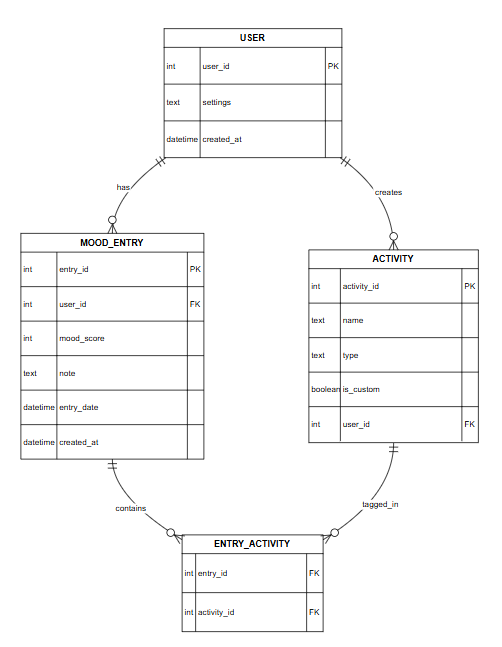 USER
int user_id PK
text settings
datetime created_at
has
creates
MOOD_ENTRY
int entry_id PK
int user_id FK
int mood_score
text note
datetime entry_date
datetime created_at
ACTIVITY
int activity_id PK
text name
text type
boolean is_custom
int user_id FK
contains
tagged_in
ENTRY_ACTIVITY
int entry_id FK
int activity_id FK